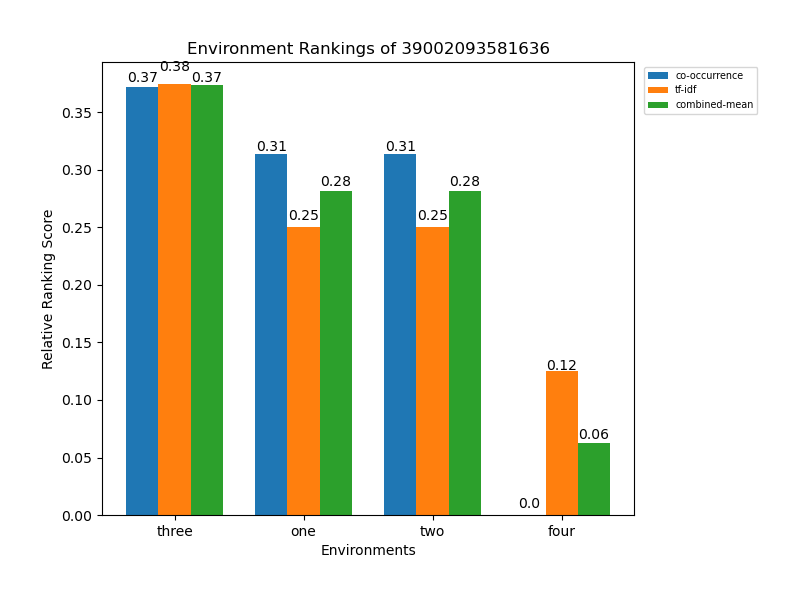 Environment Rankings of 39002093581636
co-occurrence
tf-idf
combined-mean
0.37 0.38 0.37
0.31 0.25 0.28
0.31 0.25 0.28
0.0 0.12 0.06
Relative Ranking Score
0.35
0.30
0.25
0.20
0.15
0.10
0.05
0.00
three one two four
Environments